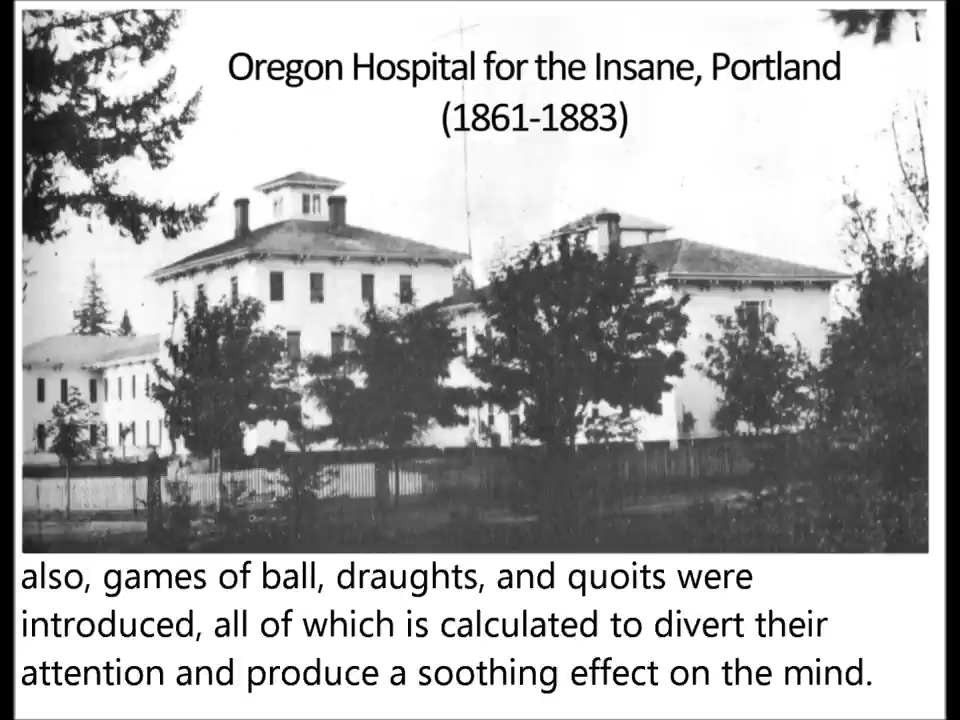 Oregon Hospital for the Insane, Portland
(1861-1883)
also, games of ball, draughts, and quoits were
introduced, all of which is calculated to divert their
attention and produce a soothing effect on the mind.